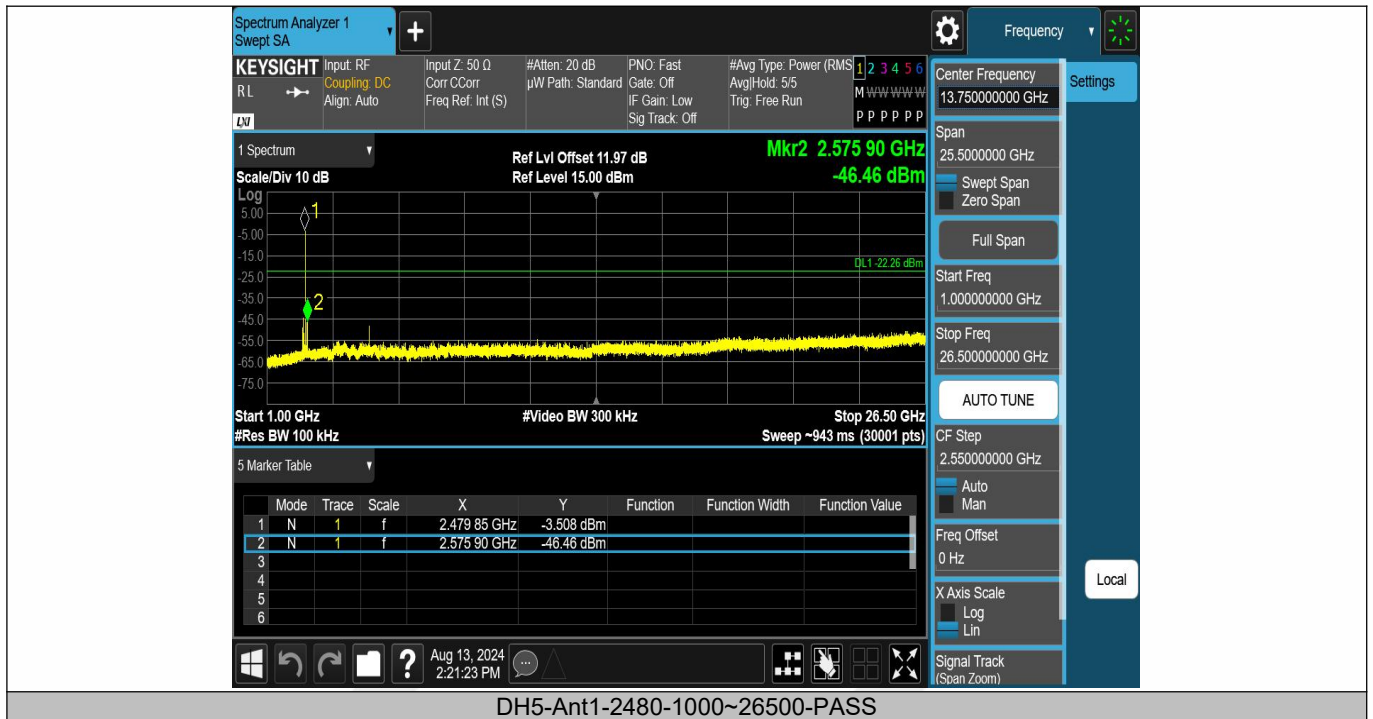 Spectrum Analyzer 1
Swept SA
+
Frequency
KEYSIGHT
R L
LXI
Input: RF
Coupling: DC
Align: Auto
Input Z: 50 Ω
Corr CCorr
Freq Ref: Int (S)
#Atten: 20 dB
µW Path: Standard
PNO: Fast
Gate: Off
IF Gain: Low
Sig Track: Off
#Avg Type: Power (RMS
Avg|Hold: 5/5
Trig: Free Run
1 2 3 4 5 6
M W W W W W
P P P P P P
1 Spectrum
Scale/Div 10 dB
Ref Lvl Offset 11.97 dB
Ref Level 15.00 dBm
Mkr2 2.575 90 GHz
-46.46 dBm
Log
5.00
-5.00
-15.0
-25.0
-35.0
-45.0
-55.0
-65.0
-75.0
1
2
DL1 -22.26 dBm
Start 1.00 GHz
#Video BW 300 kHz
Stop 26.50 GHz
#Res BW 100 kHz
Sweep ~943 ms (30001 pts)
5 Marker Table
Mode Trace Scale X Y Function Function Width Function Value
1 N 1 f 2.479 85 GHz -3.508 dBm
2 N 1 f 2.575 90 GHz -46.46 dBm
3
4
5
6
Aug 13, 2024
2:21:23 PM
?
Center Frequency
13.750000000 GHz
Settings
Span
25.5000000 GHz
Swept Span
Zero Span
Full Span
Start Freq
1.000000000 GHz
Stop Freq
26.500000000 GHz
AUTO TUNE
CF Step
2.550000000 GHz
Auto
Man
Freq Offset
0 Hz
X Axis Scale
Log
Lin
Local
Signal Track
(Span Zoom)
DH5-Ant1-2480-1000~26500-PASS